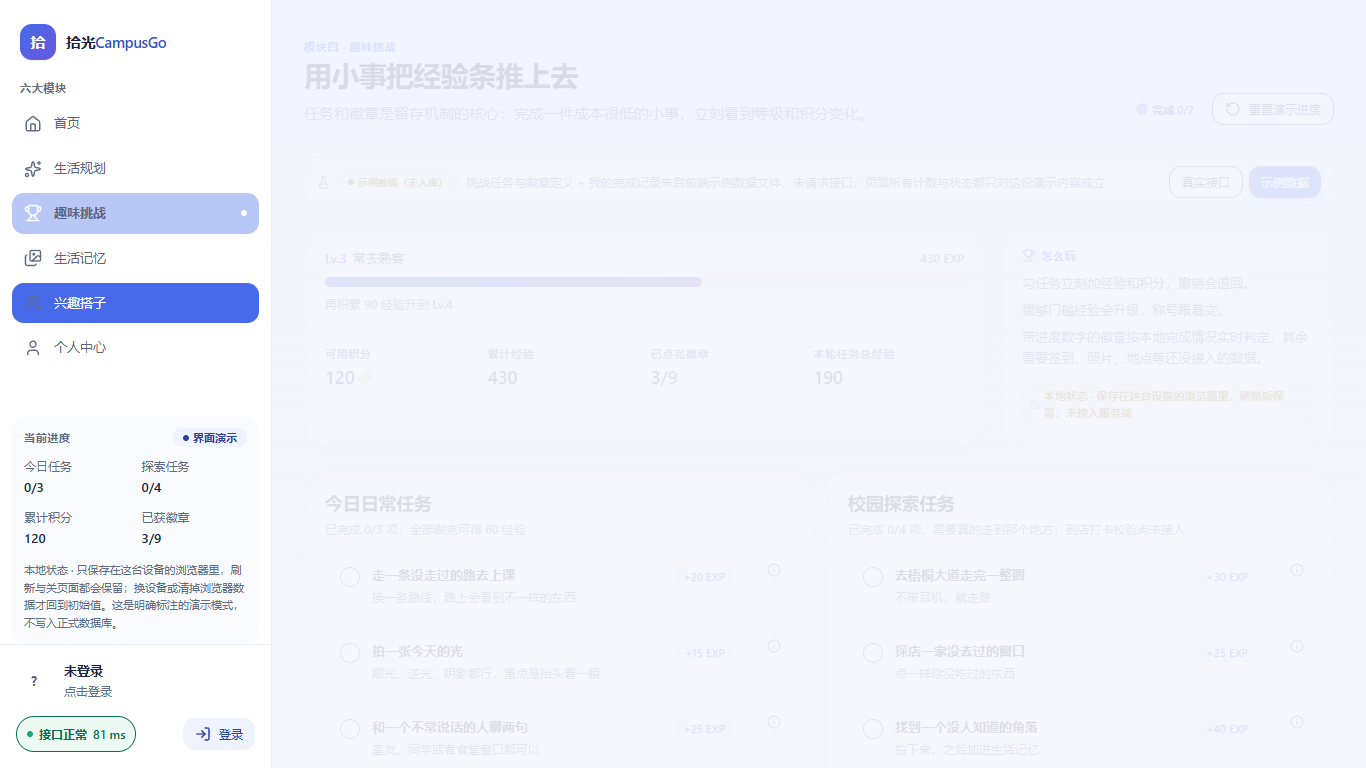 拾
拾光CampusGo
六大模块
首页
生活规划
趣味挑战
生活记忆
兴趣搭子
个人中心
当前进度
界面演示
今日任务
探索任务
0/3
0/4
累计积分
已获徽章
120
3/9
本地状态 · 只保存在这台设备的浏览器里，刷
新与关页面都会保留；换设备或清掉浏览器数
据才回到初始值。这是明确标注的演示模式，
不写入正式数据库。
?
未登录
点击登录
接口正常 81 ms
登录
模块四 · 趣味挑战
用小事把经验条推上去
任务和徽章是留存机制的核心：完成一件成本很低的小事，立刻看到等级和积分变化。
完成 0/7
重置演示进度
示例数据（未入库）
挑战任务与徽章定义 + 我的完成记录来自前端示例数据文件，未请求接口；页面所有计数与状态都只对这份演示内容成立
真实接口
示例数据
Lv.3 常去熟客
430 EXP
再积累 90 经验升到 Lv.4
可用积分
累计经验
已点亮徽章
本轮任务总经验
120
430
3/9
190
怎么玩
勾任务立刻加经验和积分，撤销会退回。
攒够门槛经验会升级，称号跟着变。
带进度数字的徽章按本地完成情况实时判定，其余
需要签到、照片、地点等还没接入的数据。
本地状态 · 保存在这台设备的浏览器里，刷新后保
留，未接入服务端
今日日常任务
已完成 0/3 项，全部做完可得 60 经验
走一条没走过的路去上课
+20 EXP
换一条路线，路上会看到不一样的东西
拍一张今天的光
+15 EXP
顺光、逆光、阴影都行，重点是抬头看一眼
和一个不常说话的人聊两句
+25 EXP
室友、同学或者食堂窗口都可以
校园探索任务
已完成 0/4 项，需要真的走到那个地方；到店打卡校验尚未接入
去梧桐大道走完一整圈
+30 EXP
不带耳机，就走路
探店一家没去过的窗口
+25 EXP
点一样你没吃过的东西
找到一个没人知道的角落
+40 EXP
拍下来，之后加进生活记忆